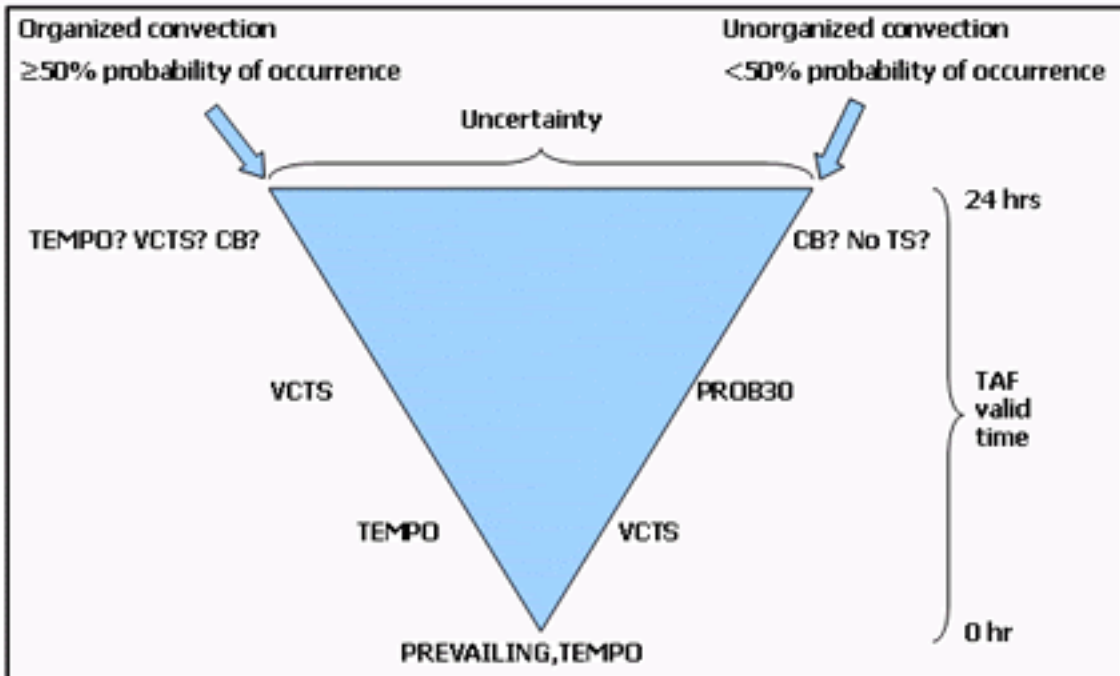 Organized convection
≥50% probability of occurrence
Unorganized convection
<50% probability of occurrence
Uncertainty
24 hrs
TEMPO? VCTS? CB?
CB? No TS?
VCTS
PROB30
TAF
valid
time
TEMPO
VCTS
0 hr
PREVAILING,TEMPO